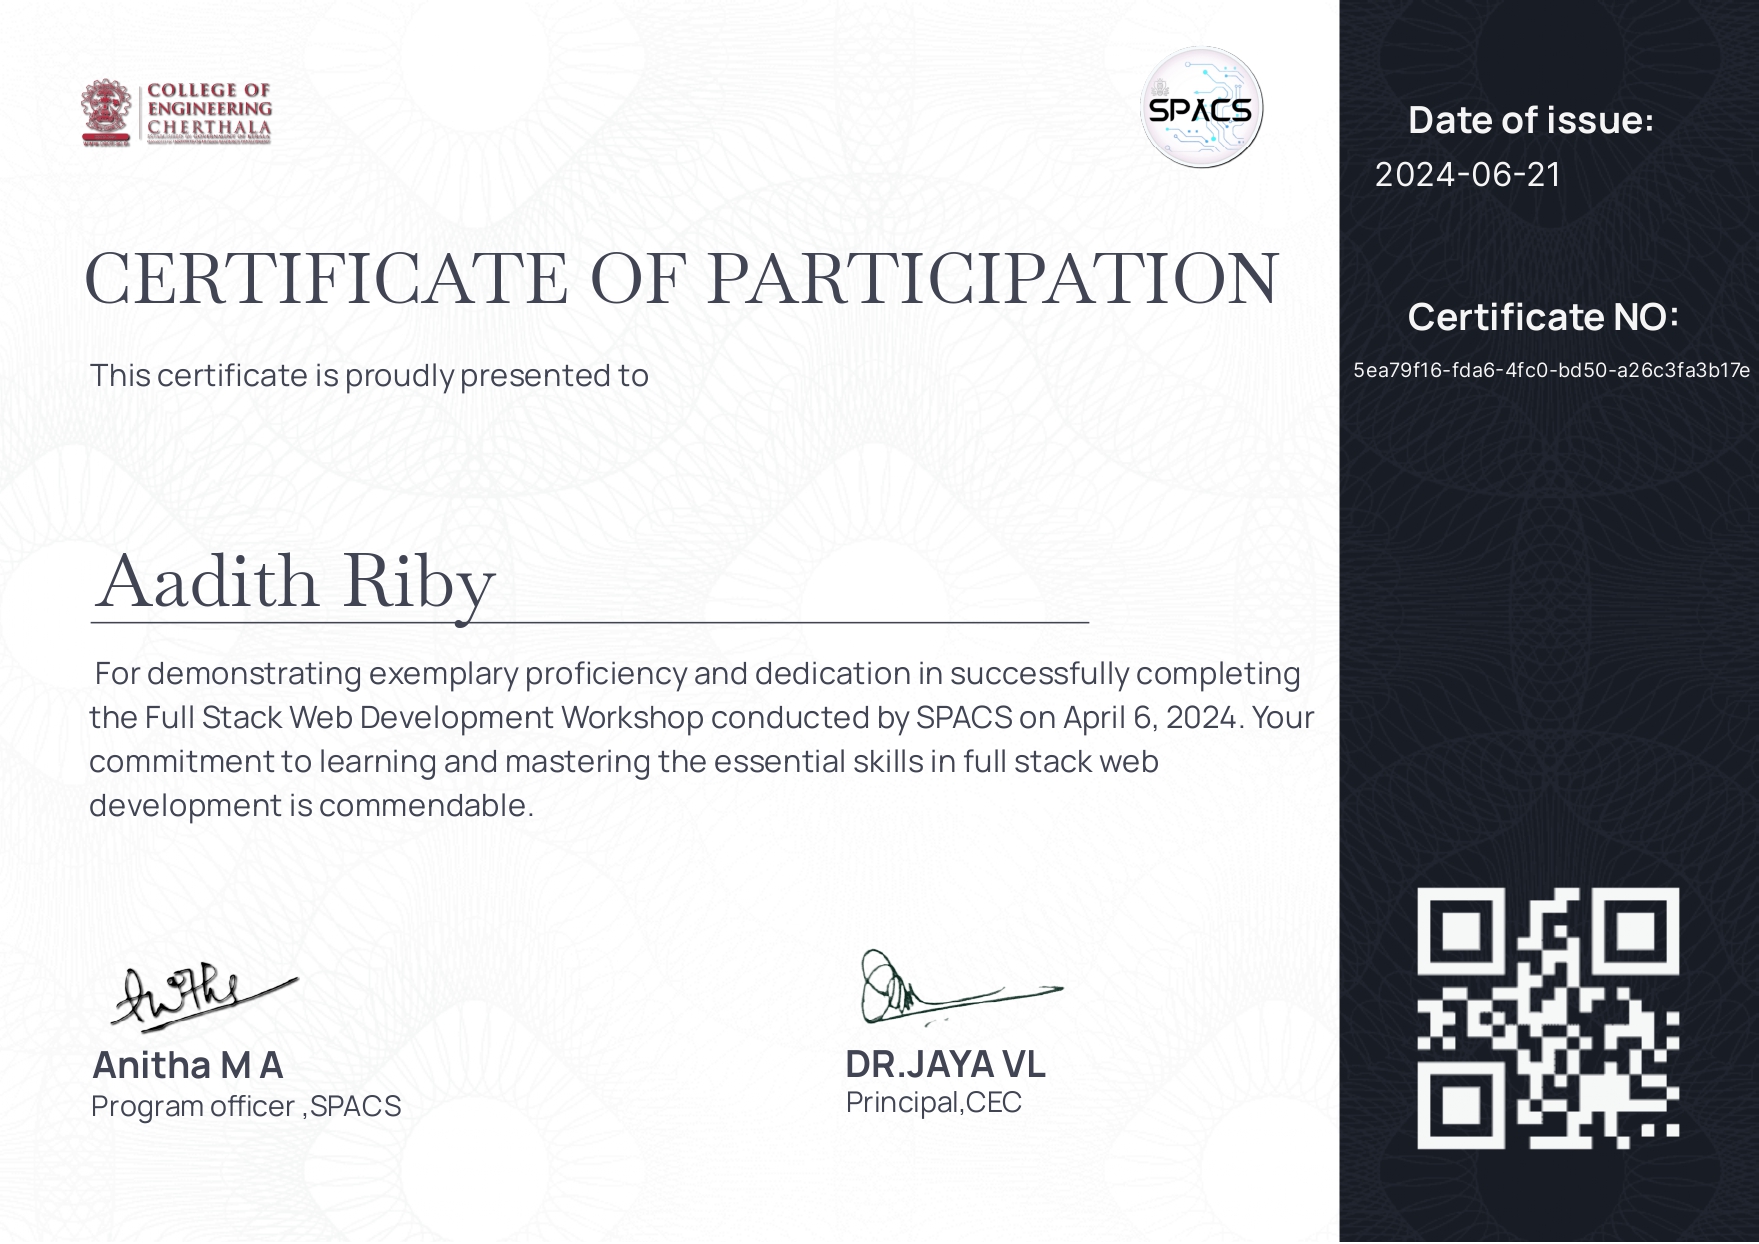 COLLEGE OF
ENGINEERING
CHERTHALA
SPACS
Date of issue:
2024-06-21
CERTIFICATE OF PARTICIPATION
Certificate NO:
5ea79f16-fda6-4fc0-bd50-a26c3fa3b17e
This certificate is proudly presented to
Aadith Riby
For demonstrating exemplary proficiency and dedication in successfully completing
the Full Stack Web Development Workshop conducted by SPACS on April 6, 2024. Your
commitment to learning and mastering the essential skills in full stack web
development is commendable.
Anitha M A
Program officer ,SPACS
DR.JAYA VL
Principal,CEC